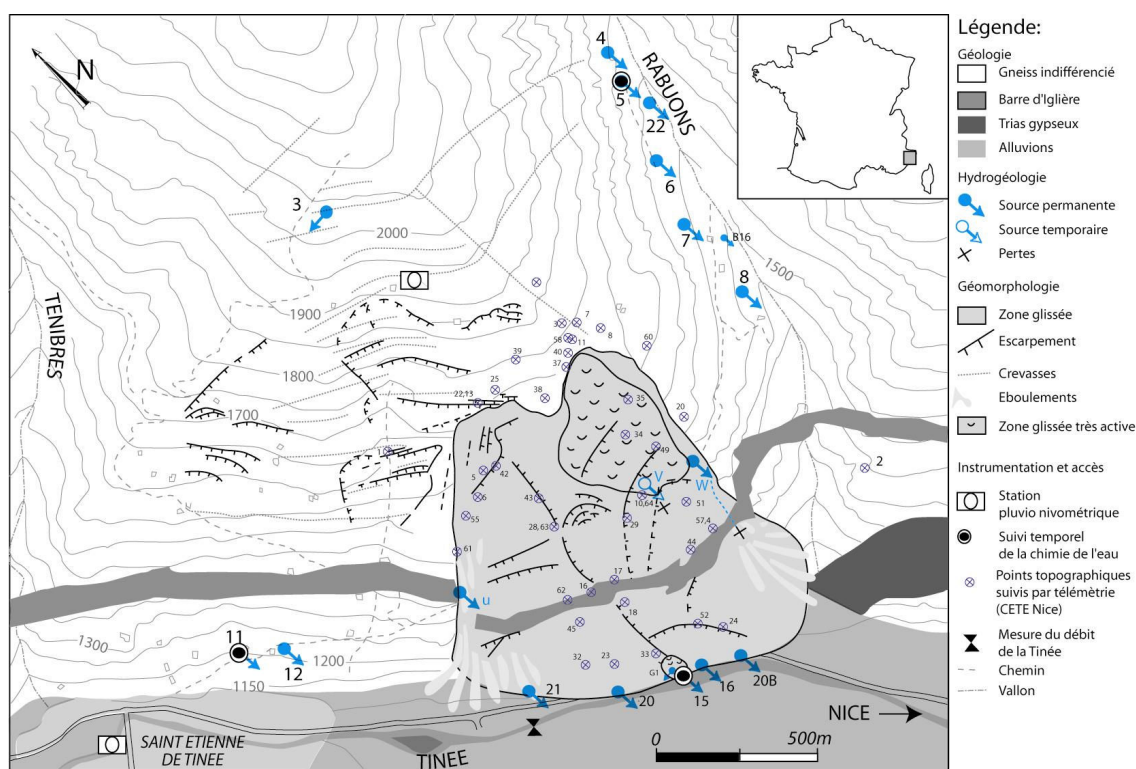 4
RABUONS
N
5
22
6
3
7
B16
2000
1500
8
TENIBRES
1900
3
7
8
58
11
60
40
39
37
1800
25
38
22,13
35
20
1700
34
49
2
1
5
42
V
W
6
43
10,64
51
55
28,63
29
57,4
61
44
17
16
62
u
18
52
24
45
1300
11
32
23
33
12
1200
G1
16
20B
1150
21
20
15
NICE
SAINT ETIENNE
DE TINEE
TINEE
0
500m
Légende:
Géologie
Gneiss indifférencié
Barre d'Iglière
Trias gypseux
Alluvions
Hydrogéologie
Source permanente
Source temporaire
Pertes
Géomorphologie
Zone glissée
Escarpement
Crevasses
Eboulements
Zone glissée très active
Instrumentation et accès
Station
pluvio nivométrique
Suivi temporel
de la chimie de l'eau
Points topographiques
suivis par télémétrie
(CETE Nice)
Mesure du débit
de la Tinée
Chemin
Vallon